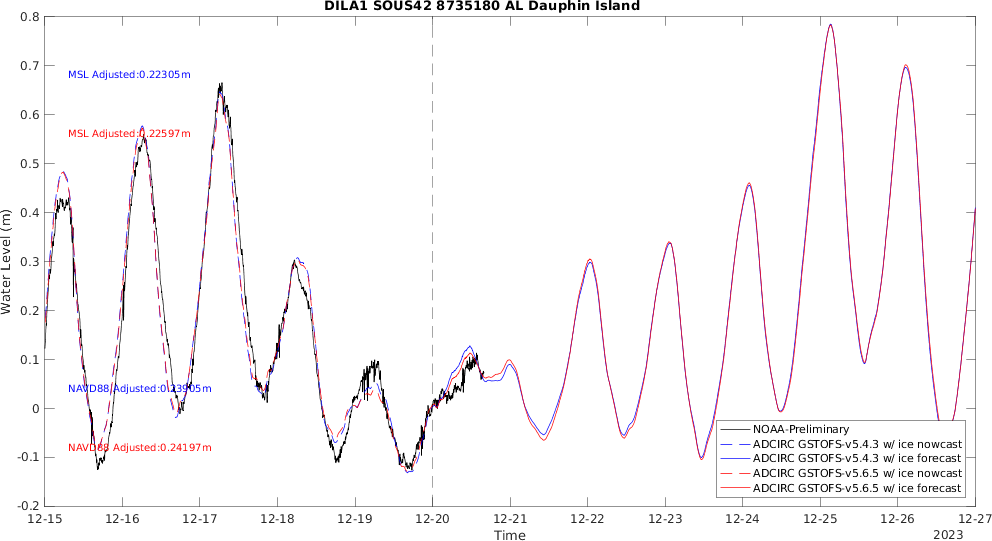 DILA1 SOUS42 8735180 AL Dauphin Island
0.8
0.7
0.6
0.5
0.4
0.3
0.2
0.1
0
-0.1
-0.2
Water Level (m)
MSL Adjusted:0.22305m
MSL Adjusted:0.22597m
NAVD88 Adjusted:0.23905m
NAVD88 Adjusted:0.24197m
NOAA-Preliminary
ADCIRC GSTOFS-v5.4.3 w/ ice nowcast
ADCIRC GSTOFS-v5.4.3 w/ ice forecast
ADCIRC GSTOFS-v5.6.5 w/ ice nowcast
ADCIRC GSTOFS-v5.6.5 w/ ice forecast
12-15 12-16 12-17 12-18 12-19 12-20 12-21 12-22 12-23 12-24 12-25 12-26 12-27
Time
2023